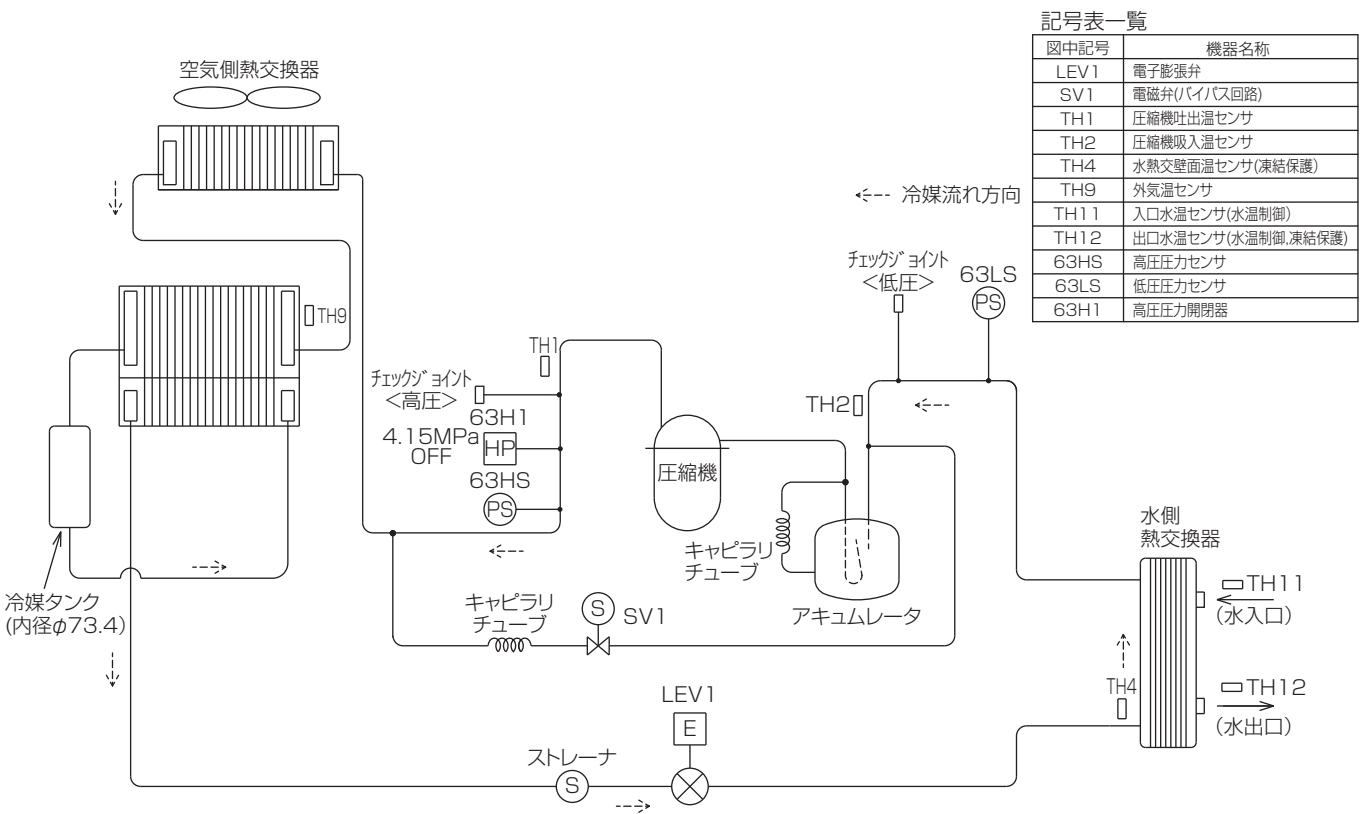 記号表一覧
図中記号 機器名称
LEV1 電子膨張弁
SV1 電磁弁(バイパス回路)
TH1 圧縮機吐出温センサ
TH2 圧縮機吸入温センサ
TH4 水熱交壁面温センサ(凍結保護)
TH9 外気温センサ
TH11 入口水温センサ(水温制御)
TH12 出口水温センサ(水温制御,凍結保護)
63HS 高圧圧力センサ
63LS 低圧圧力センサ
63H1 高圧圧力開閉器
空気側熱交換器
冷媒流れ方向
チェックジョイント
<低圧>
63LS
PS
TH9
TH1
チェックジョイント
<高圧>
63H1
4.15MPa
OFF
HP
63HS
PS
TH2
圧縮機
キャピラリ
チューブ
アキュムレータ
水側
熱交換器
TH11
(水入口)
TH4
TH12
(水出口)
冷媒タンク
(内径φ73.4)
キャピラリ
チューブ
S
SV1
LEV1
E
ストレーナ
S